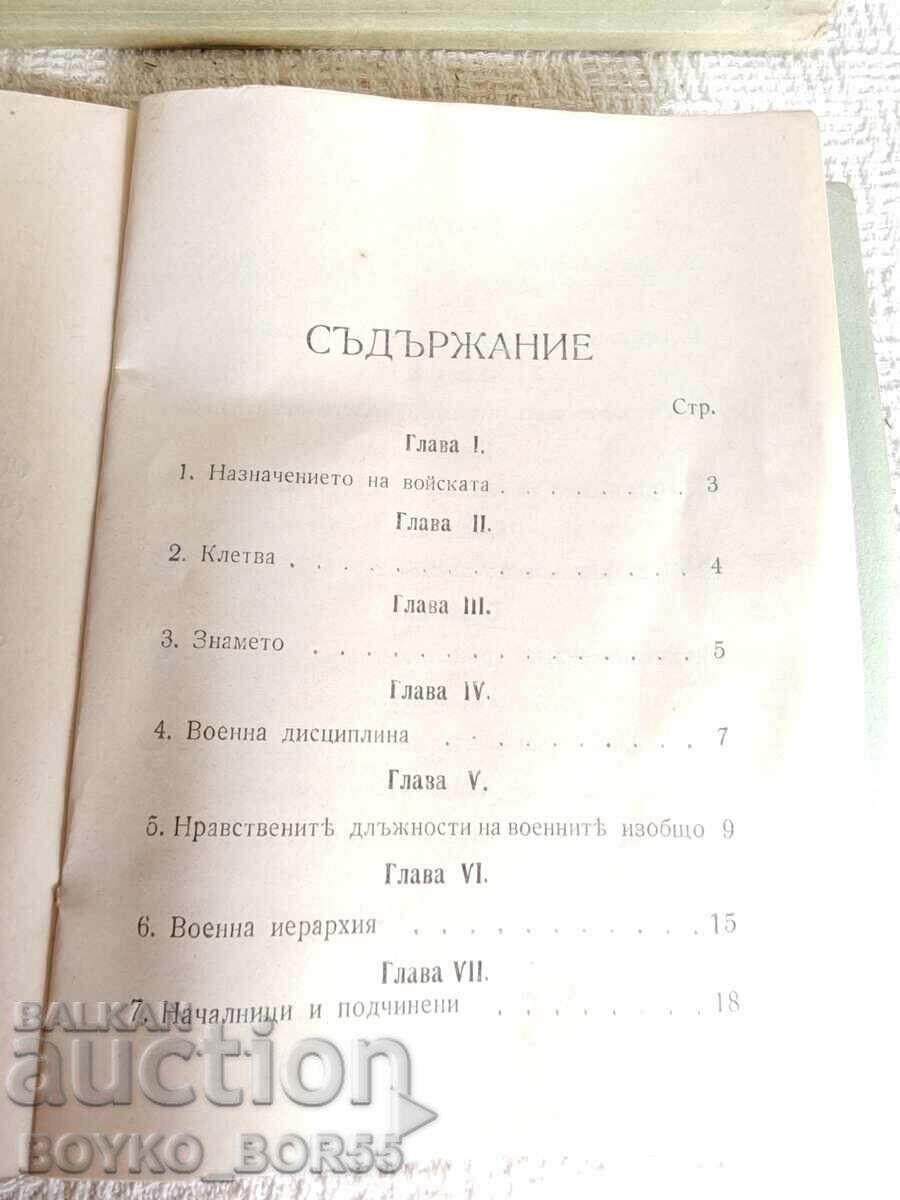 СЪДЪРЖАНИЕ
Стр.
Глава I.
1. Назначението на войската . . . . . . . . 3
Глава II.
2. Клетва . . . . . . . . . . . . . . . 4
Глава III.
3. Знамето . . . . . . . . . . . . . . 5
Глава IV.
4. Военна дисциплина . . . . . . . . . . 7
Глава V.
5. Нравственитѣ длъжности на военнитѣ изобщо 9
Глава VI.
6. Военна иерархия . . . . . . . . . . . 15
Глава VII.
7. Началници и подчинени . . . . . . . . 18
BALKAN
auction
BOYKO_BOR55